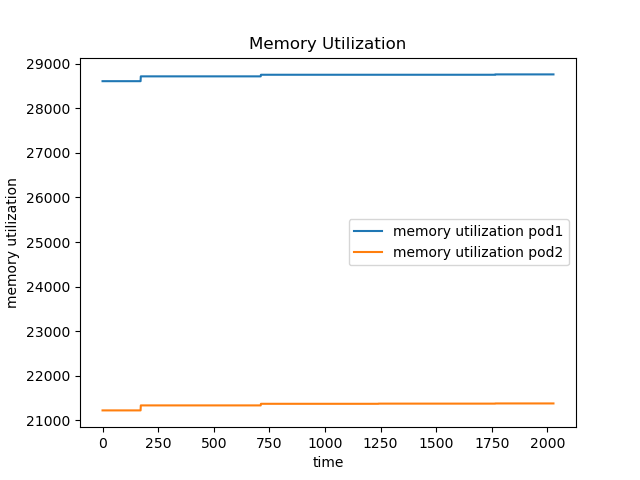 Memory Utilization
29000
28000
27000
26000
25000
24000
23000
22000
21000
memory utilization
memory utilization pod1
memory utilization pod2
0 250 500 750 1000 1250 1500 1750 2000
time